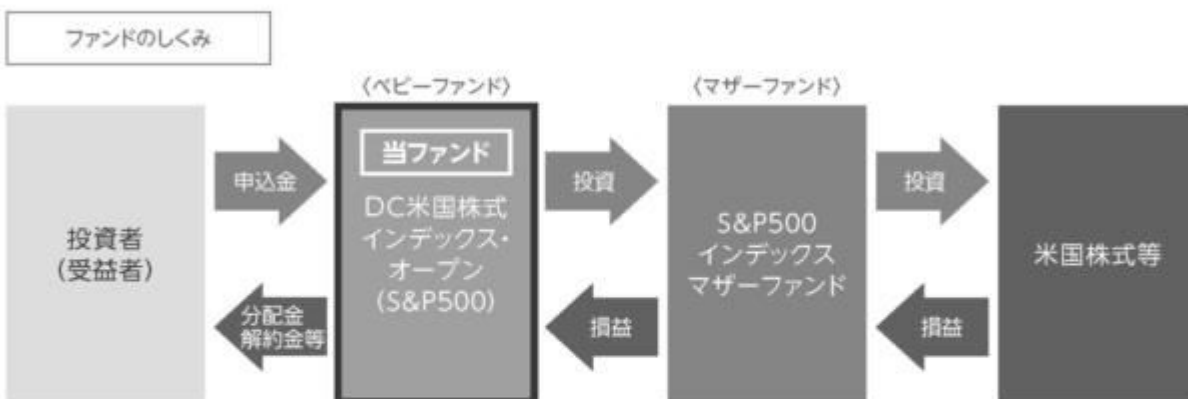 ファンドのしくみ
〈ベビーファンド〉
〈マザーファンド〉
投資者
(受益者)
申込金
分配金
解約金等
当ファンド
DC米国株式
インデックス・
オープン
(S&P500)
投資
損益
S&P500
インデックス
マザーファンド
投資
損益
米国株式等